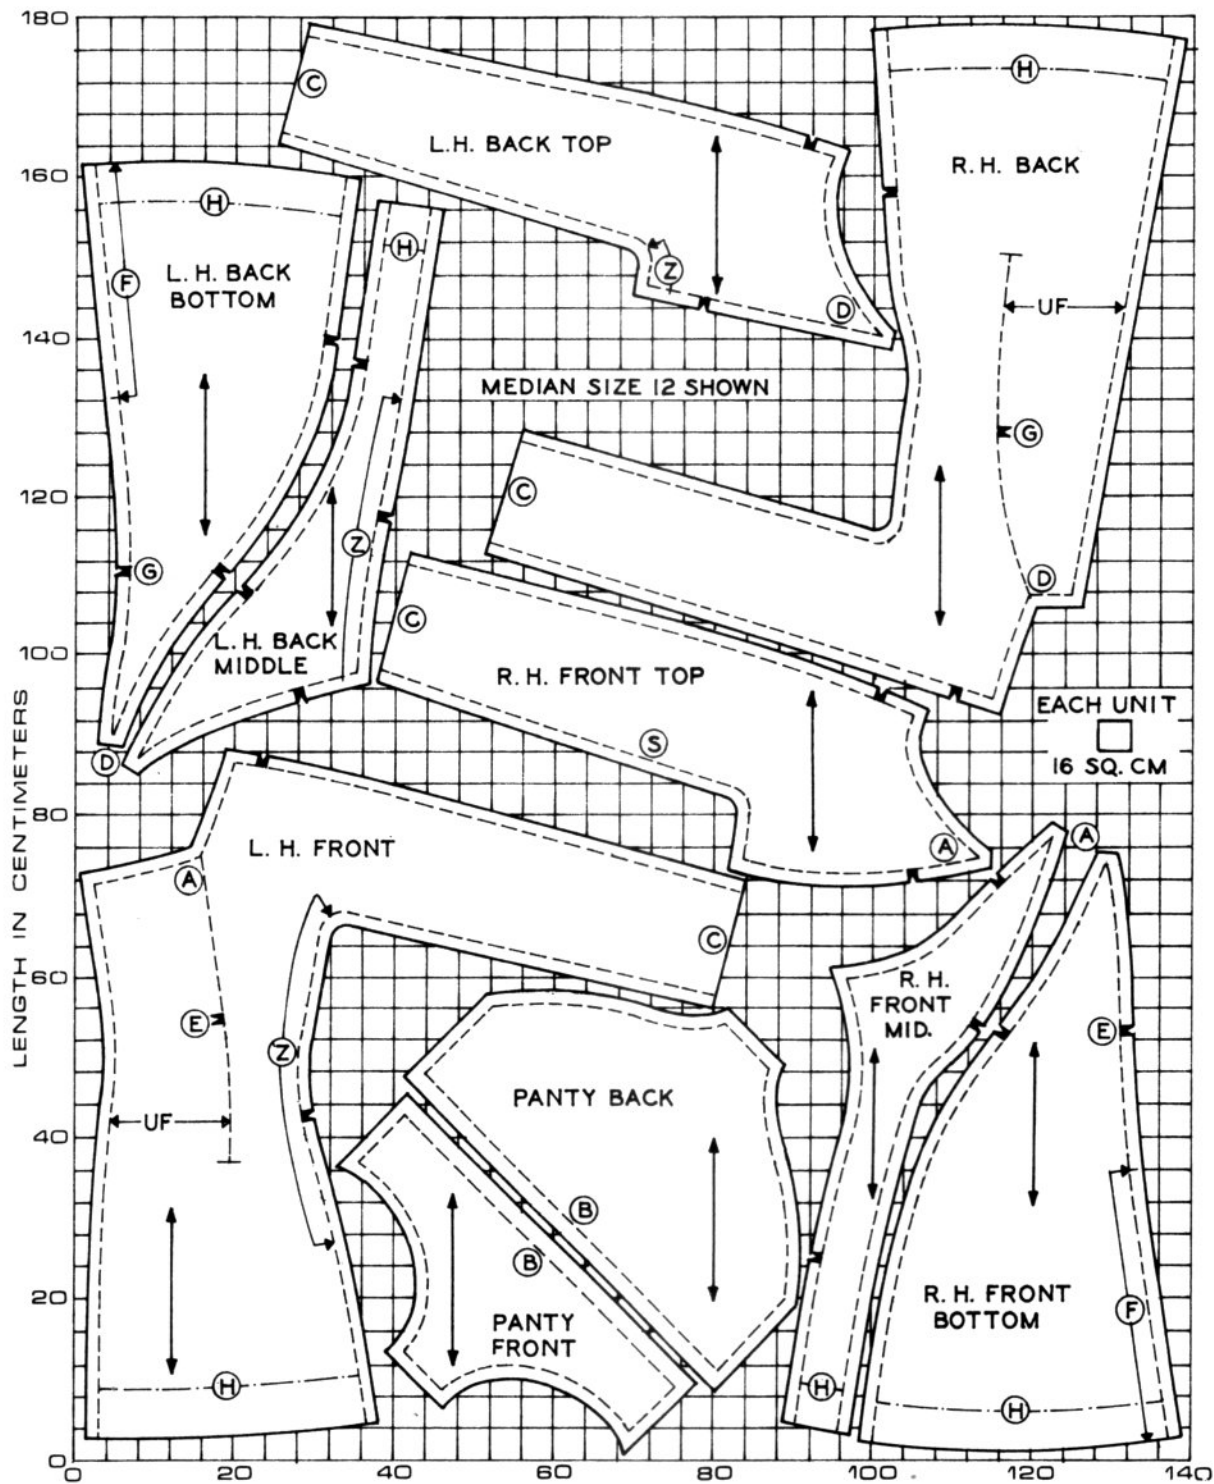 180
160
140
120
100
80
60
40
20
0
LENGTH IN CENTIMETERS
0 20 40 60 80 100 120 140
C
L.H. BACK TOP
Z
D
H
R.H. BACK
UF
G
D
C
H
F
L.H. BACK
BOTTOM
G
D
H
Z
L.H. BACK
MIDDLE
MEDIAN SIZE 12 SHOWN
C
R.H. FRONT TOP
S
A
EACH UNIT
16 SQ. CM
L.H. FRONT
A
C
E
Z
UF
H
PANTY BACK
B
B
PANTY
FRONT
A
R.H.
FRONT
MID.
H
E
F
R.H. FRONT
BOTTOM
H